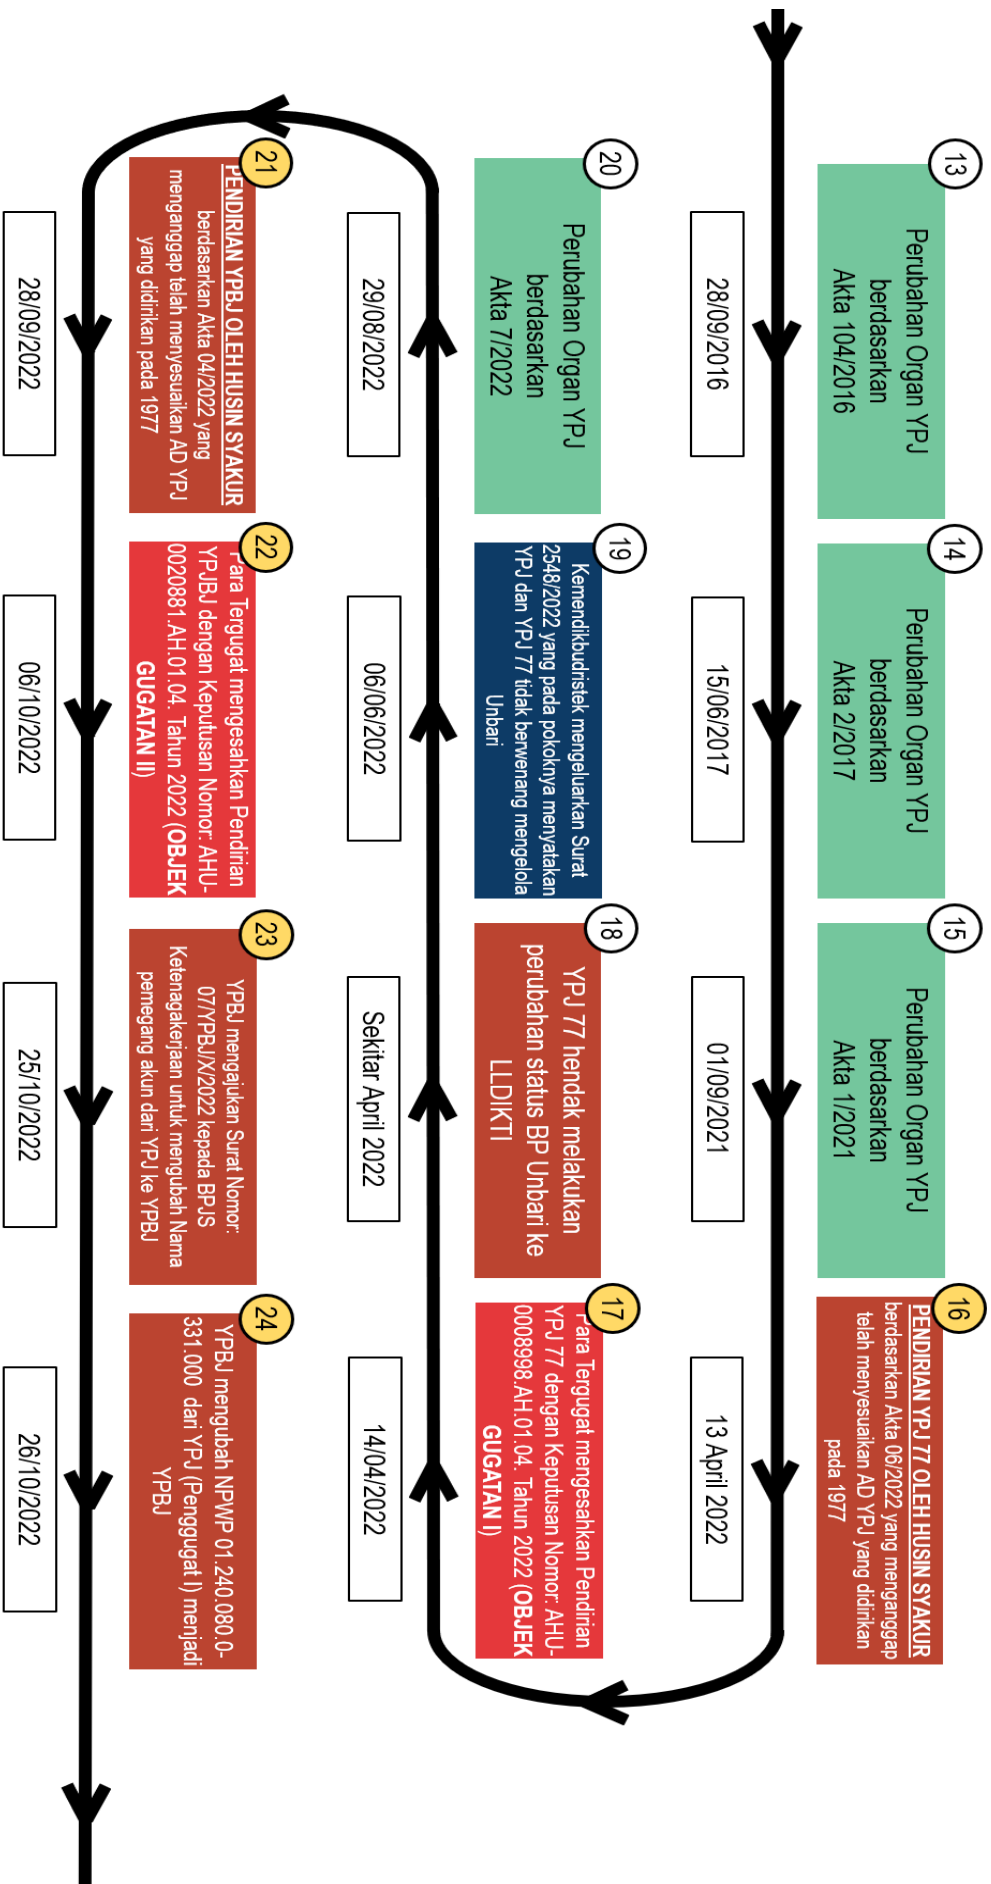 13
Perubahan Organ YPJ
berdasarkan
Akta 104/2016
28/09/2016
14
Perubahan Organ YPJ
berdasarkan
Akta 2/2017
15/06/2017
15
Perubahan Organ YPJ
berdasarkan
Akta 1/2021
01/09/2021
16
PENDIRIAN YPJ 77 OLEH HUSIN SYAKUR
berdasarkan Akta 06/2022 yang menganggap
telah menyesuaikan AD YPJ yang didirikan
pada 1977
13 April 2022
17
Para Tergugat mengesahkan Pendirian
YPJ 77 dengan Keputusan Nomor: AHU-
0008998.AH.01.04. Tahun 2022 (OBJEK
GUGATAN I)
14/04/2022
18
YPJ 77 hendak melakukan
perubahan status BP Unbari ke
LLDIKTI
Sekitar April 2022
19
Kemendikbudristek mengeluarkan Surat
2548/2022 yang pada pokoknya menyatakan
YPJ dan YPJ 77 tidak berwenang mengelola
Unbari
06/06/2022
20
Perubahan Organ YPJ
berdasarkan
Akta 7/2022
29/08/2022
21
PENDIRIAN YPBJ OLEH HUSIN SYAKUR
berdasarkan Akta 04/2022 yang
menganggap telah menyesuaikan AD YPJ
yang didirikan pada 1977
28/09/2022
22
Para Tergugat mengesahkan Pendirian
YPJBJ dengan Keputusan Nomor: AHU-
0020881.AH.01.04. Tahun 2022 (OBJEK
GUGATAN II)
06/10/2022
23
YPBJ mengajukan Surat Nomor:
07/YPBJ/X/2022 kepada BPJS
Ketenagakerjaan untuk mengubah Nama
pemegang akun dari YPJ ke YPBJ
25/10/2022
24
YPBJ mengubah NPWP 01.240.080.0-
331.000 dari YPJ (Penggugat I) menjadi
YPBJ
26/10/2022